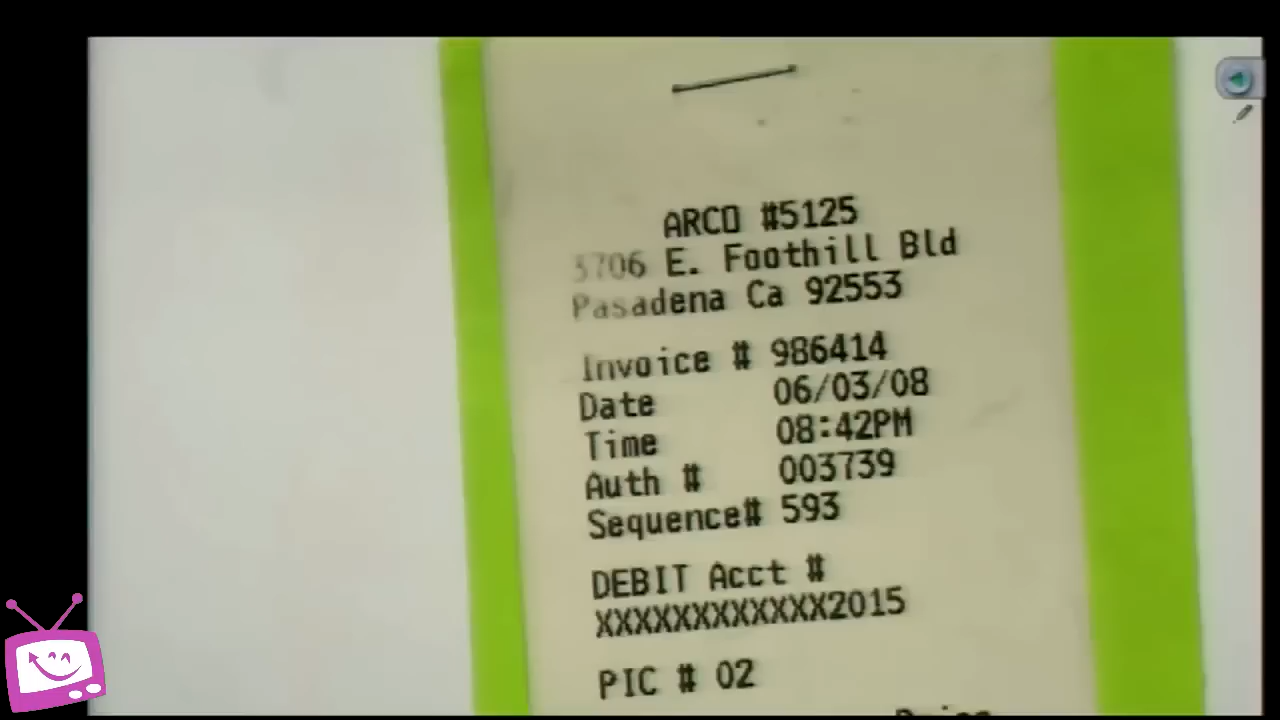 ARCO #5125
3706 E. Foothill Bld
Pasadena Ca 92553
Invoice # 986414
Date 06/03/08
Time 08:42PM
Auth # 003739
Sequence# 593
DEBIT Acct #
XXXXXXXXXXXX2015
PIC # 02